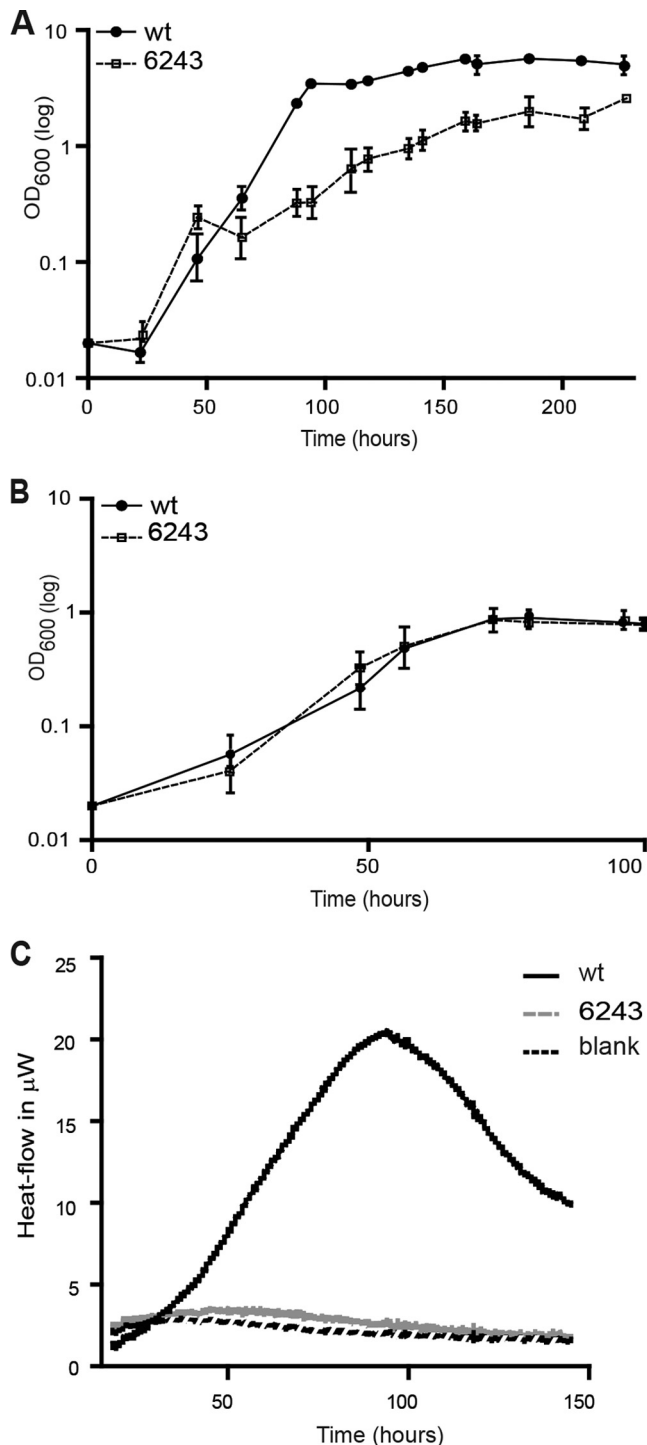 A
wt
6243
10
1
0.1
0.01
OD600 (log)
0 50 100 150 200
Time (hours)
B
wt
6243
10
1
0.1
0.01
OD600 (log)
0 50 100
Time (hours)
C
25
20
15
10
5
0
Heat-flow in μW
wt
6243
blank
50 100 150
Time (hours)